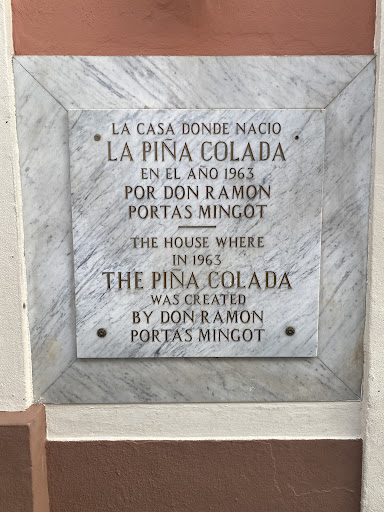 LA CASA DONDE NACIO
LA PIÑA COLADA
EN EL AÑO 1963
POR DON RAMON
PORTAS MINGOT
THE HOUSE WHERE
IN 1963
THE PIÑA COLADA
WAS CREATED
BY DON RAMON
PORTAS MINGOT